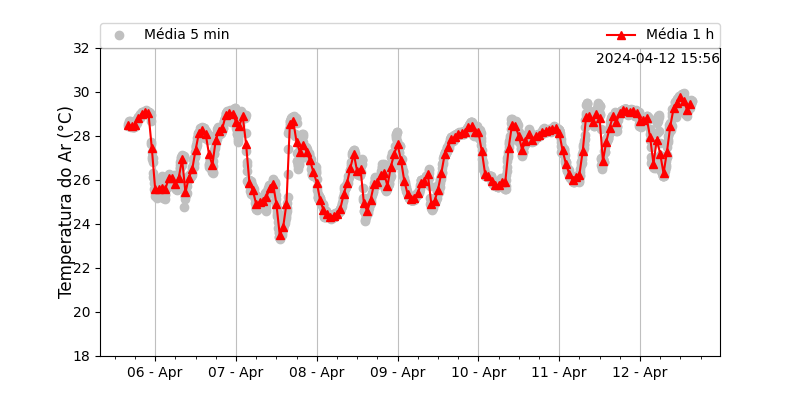 Média 5 min
Média 1 h
2024-04-12 15:56
Temperatura do Ar (°C)
32
30
28
26
24
22
20
18
06 - Apr
07 - Apr
08 - Apr
09 - Apr
10 - Apr
11 - Apr
12 - Apr